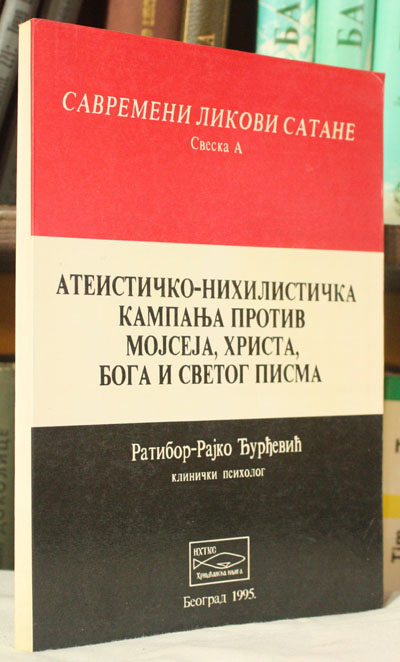 САВРЕМЕНИ ЛИКОВИ САТАНЕ
Свеска А
АТЕИСТИЧКО-НИХИЛИСТИЧКА
КАМПАЊА ПРОТИВ
МОЈСЕЈА, ХРИСТА,
БОГА И СВЕТОГ ПИСМА
Ратибор-Рајко Ђурђевић
КЛИНИЧКИ ПСИХОЛОГ
ИХТИС
Хришћанска књига
Београд 1995.